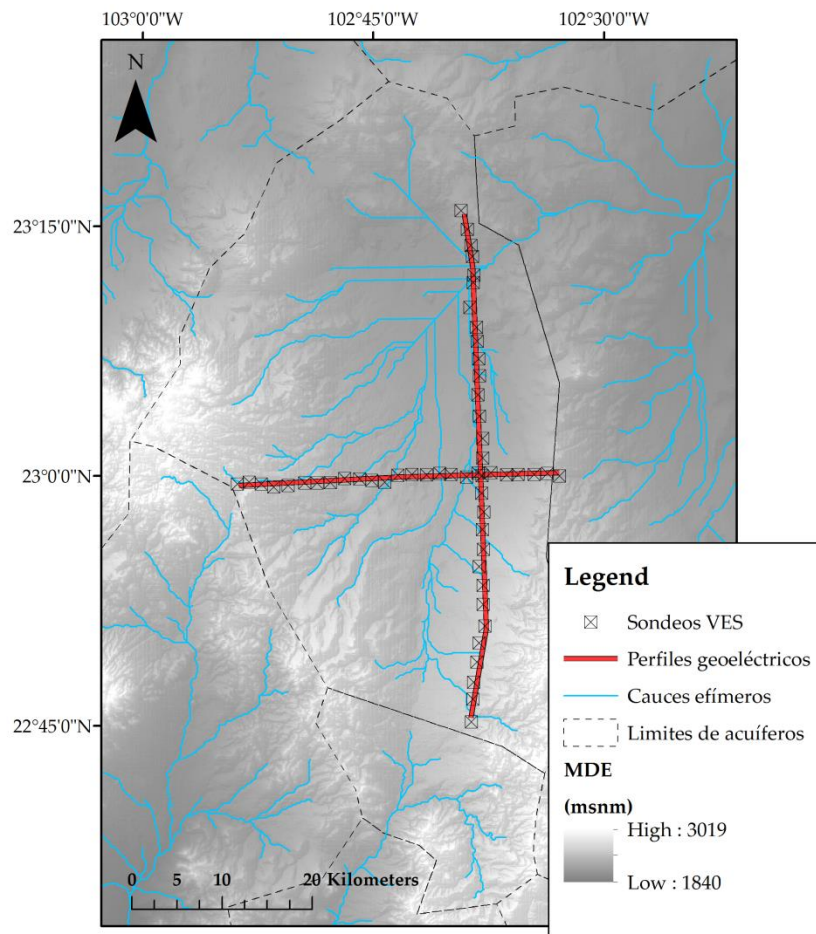 103°0'0"W 102°45'0"W 102°30'0"W
N
23°15'0"N
23°0'0"N
22°45'0"N
Legend
Sondeos VES
Perfiles geoeléctricos
Cauces efímeros
Limites de acuíferos
MDE
(msnm)
High : 3019
Low : 1840
0 5 10 20 Kilometers